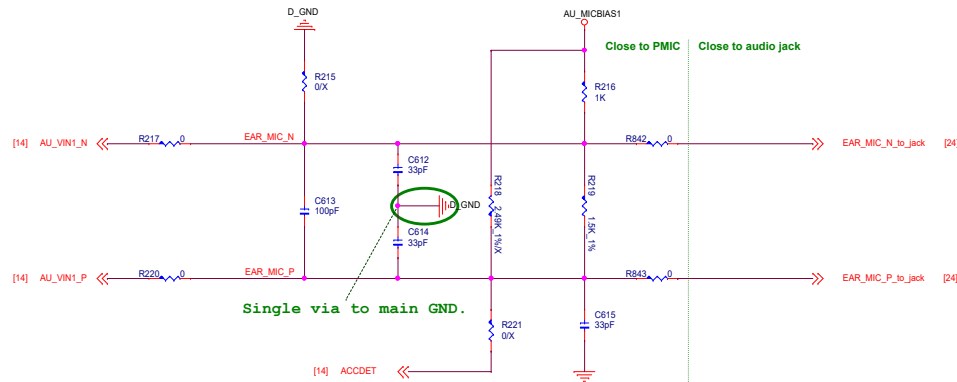 D_GND
AU_MICBIAS1
Close to PMIC
Close to audio jack
R215
0/X
R216
1K
[14]
AU_VIN1_N
R217
0
EAR_MIC_N
R842
0
EAR_MIC_N_to_jack
[24]
C612
33pF
C613
100pF
D_GND
R218
2.49K_1%/X
R219
1.5K_1%
C614
33pF
[14]
AU_VIN1_P
R220
0
EAR_MIC_P
R843
0
EAR_MIC_P_to_jack
[24]
Single via to main GND.
R221
0/X
C615
33pF
[14]
ACCDET